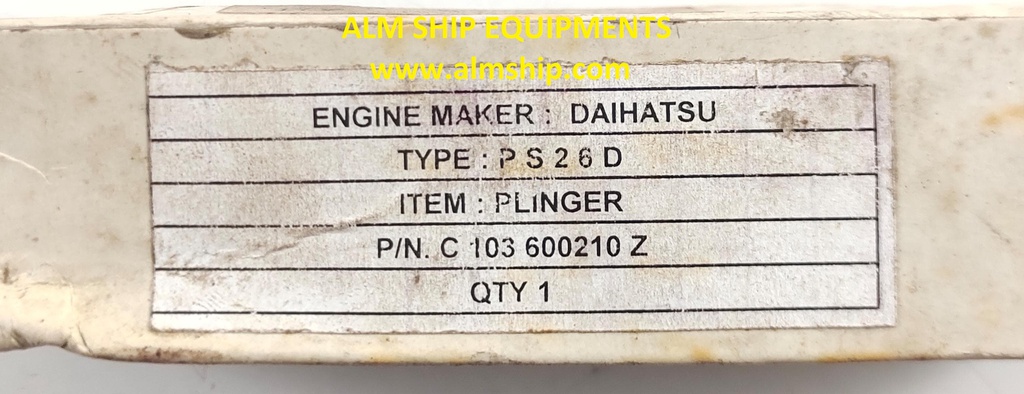 ALM SHIP EQUIPMENTS
www.almship.com
ENGINE MAKER : DAIHATSU
TYPE : P S 2 6 D
ITEM : PLINGER
P/N. C 103 600210 Z
QTY 1